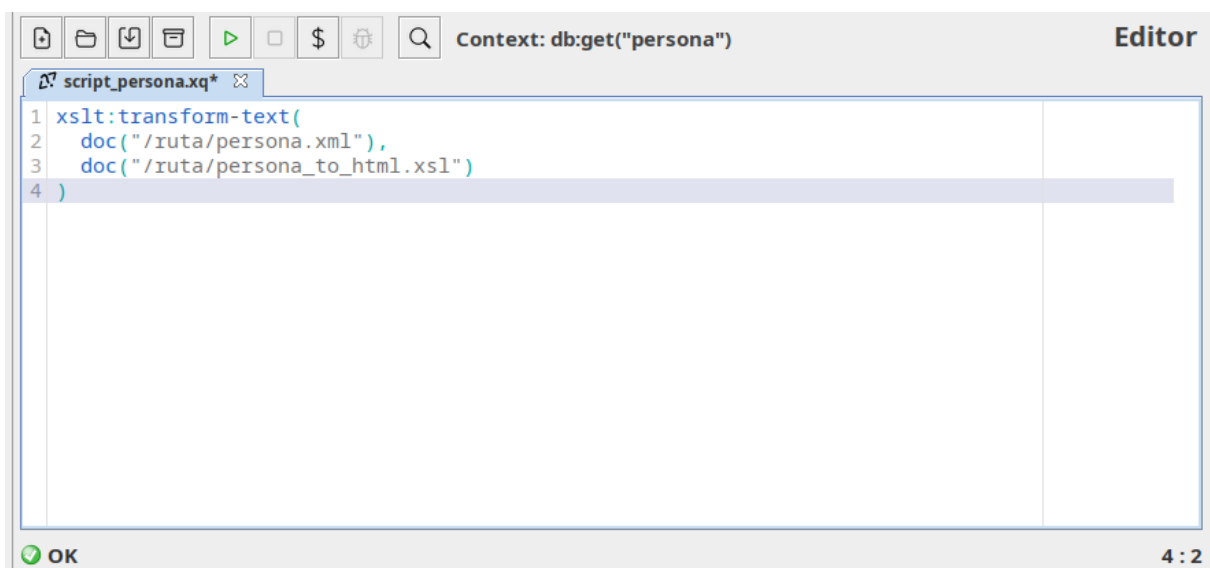 $ Context: db:get("persona") Editor
script_persona.xq*
1 xslt:transform-text(
2 doc("/ruta/persona.xml"),
3 doc("/ruta/persona_to_html.xsl")
4 )
OK 4 : 2